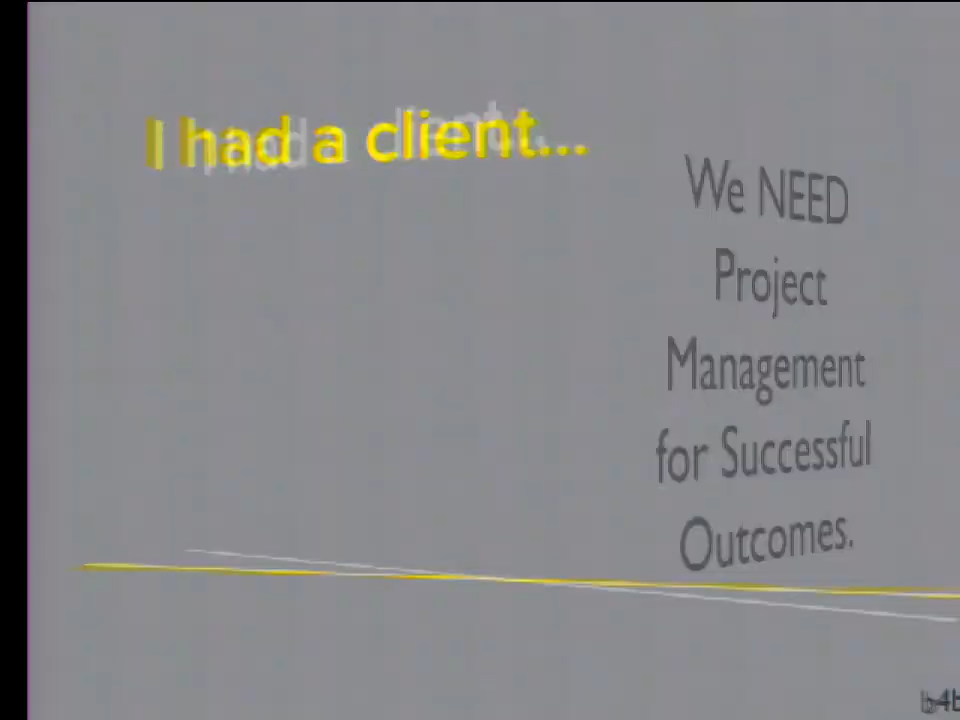 I had a client...
We NEED
Project
Management
for Successful
Outcomes.